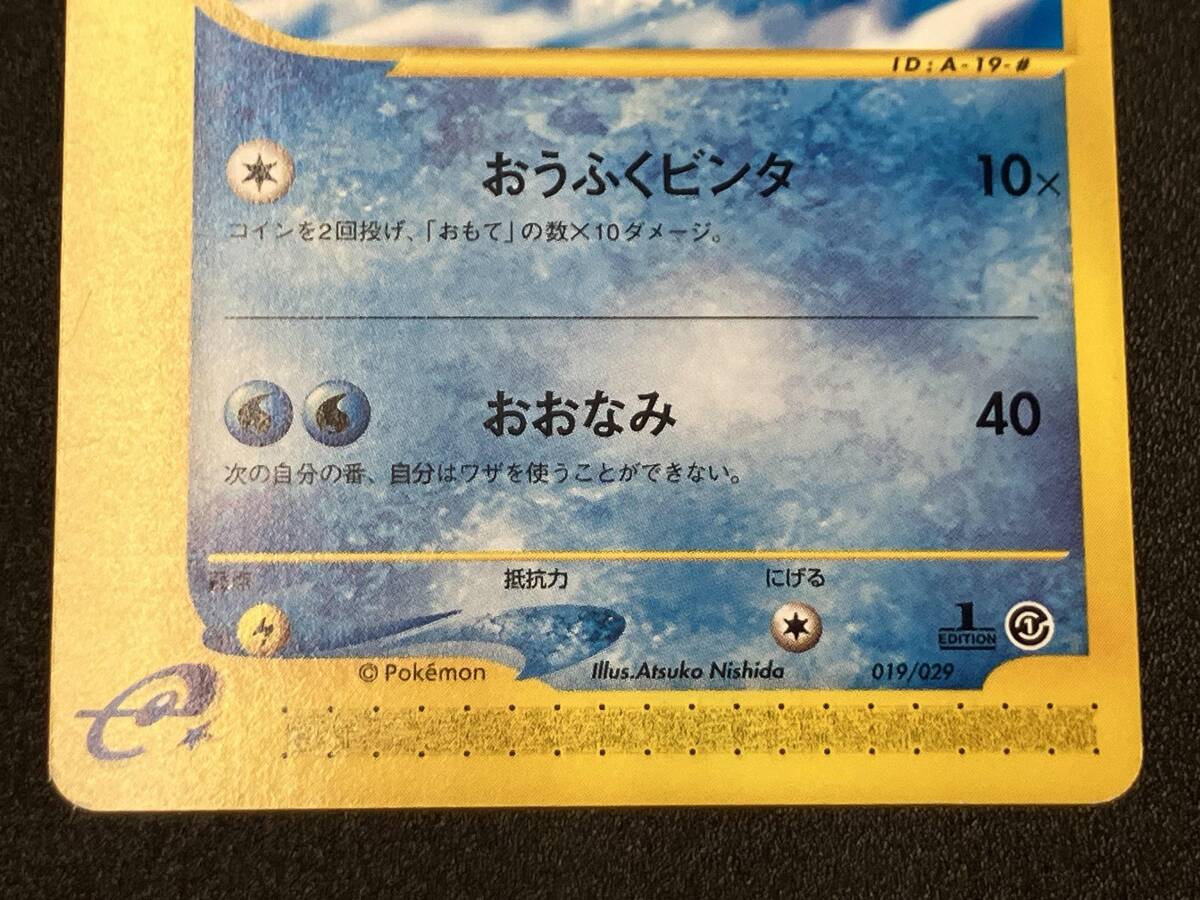 ID:A-19-#
おうふくビンタ 10×
コインを2回投げ、「おもて」の数×10ダメージ。
おおなみ 40
次の自分の番、自分はワザを使うことができない。
弱点 抵抗力 にげる
1 EDITION
© Pokémon Illus.Atsuko Nishida 019/029
e